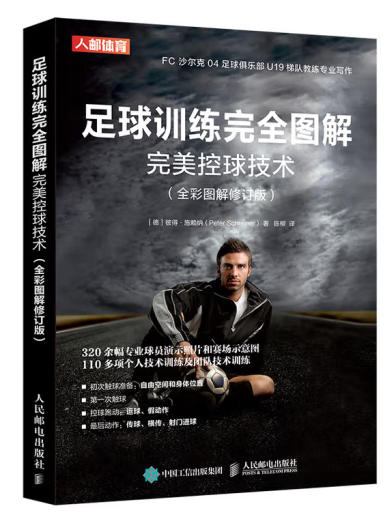 人邮体育
FC 沙尔克 04 足球俱乐部 U19 梯队教练专业写作
足球训练完全图解
完美控球技术
(全彩图解修订版)
[德] 彼得·施赖纳 (Peter Schreiner) 著 陈柳 译
320 余幅专业球员演示照片和赛场示意图
110 多项个人技术训练及团队技术训练
■ 初次触球准备:自由空间和身体位置
■ 第一次触球
■ 控球跑动:运球、假动作
■ 最后动作:传球、横传、射门进球
中国工信出版集团
人民邮电出版社
足球训练完全图解 完美控球技术 (全彩图解修订版)
人民邮电出版社